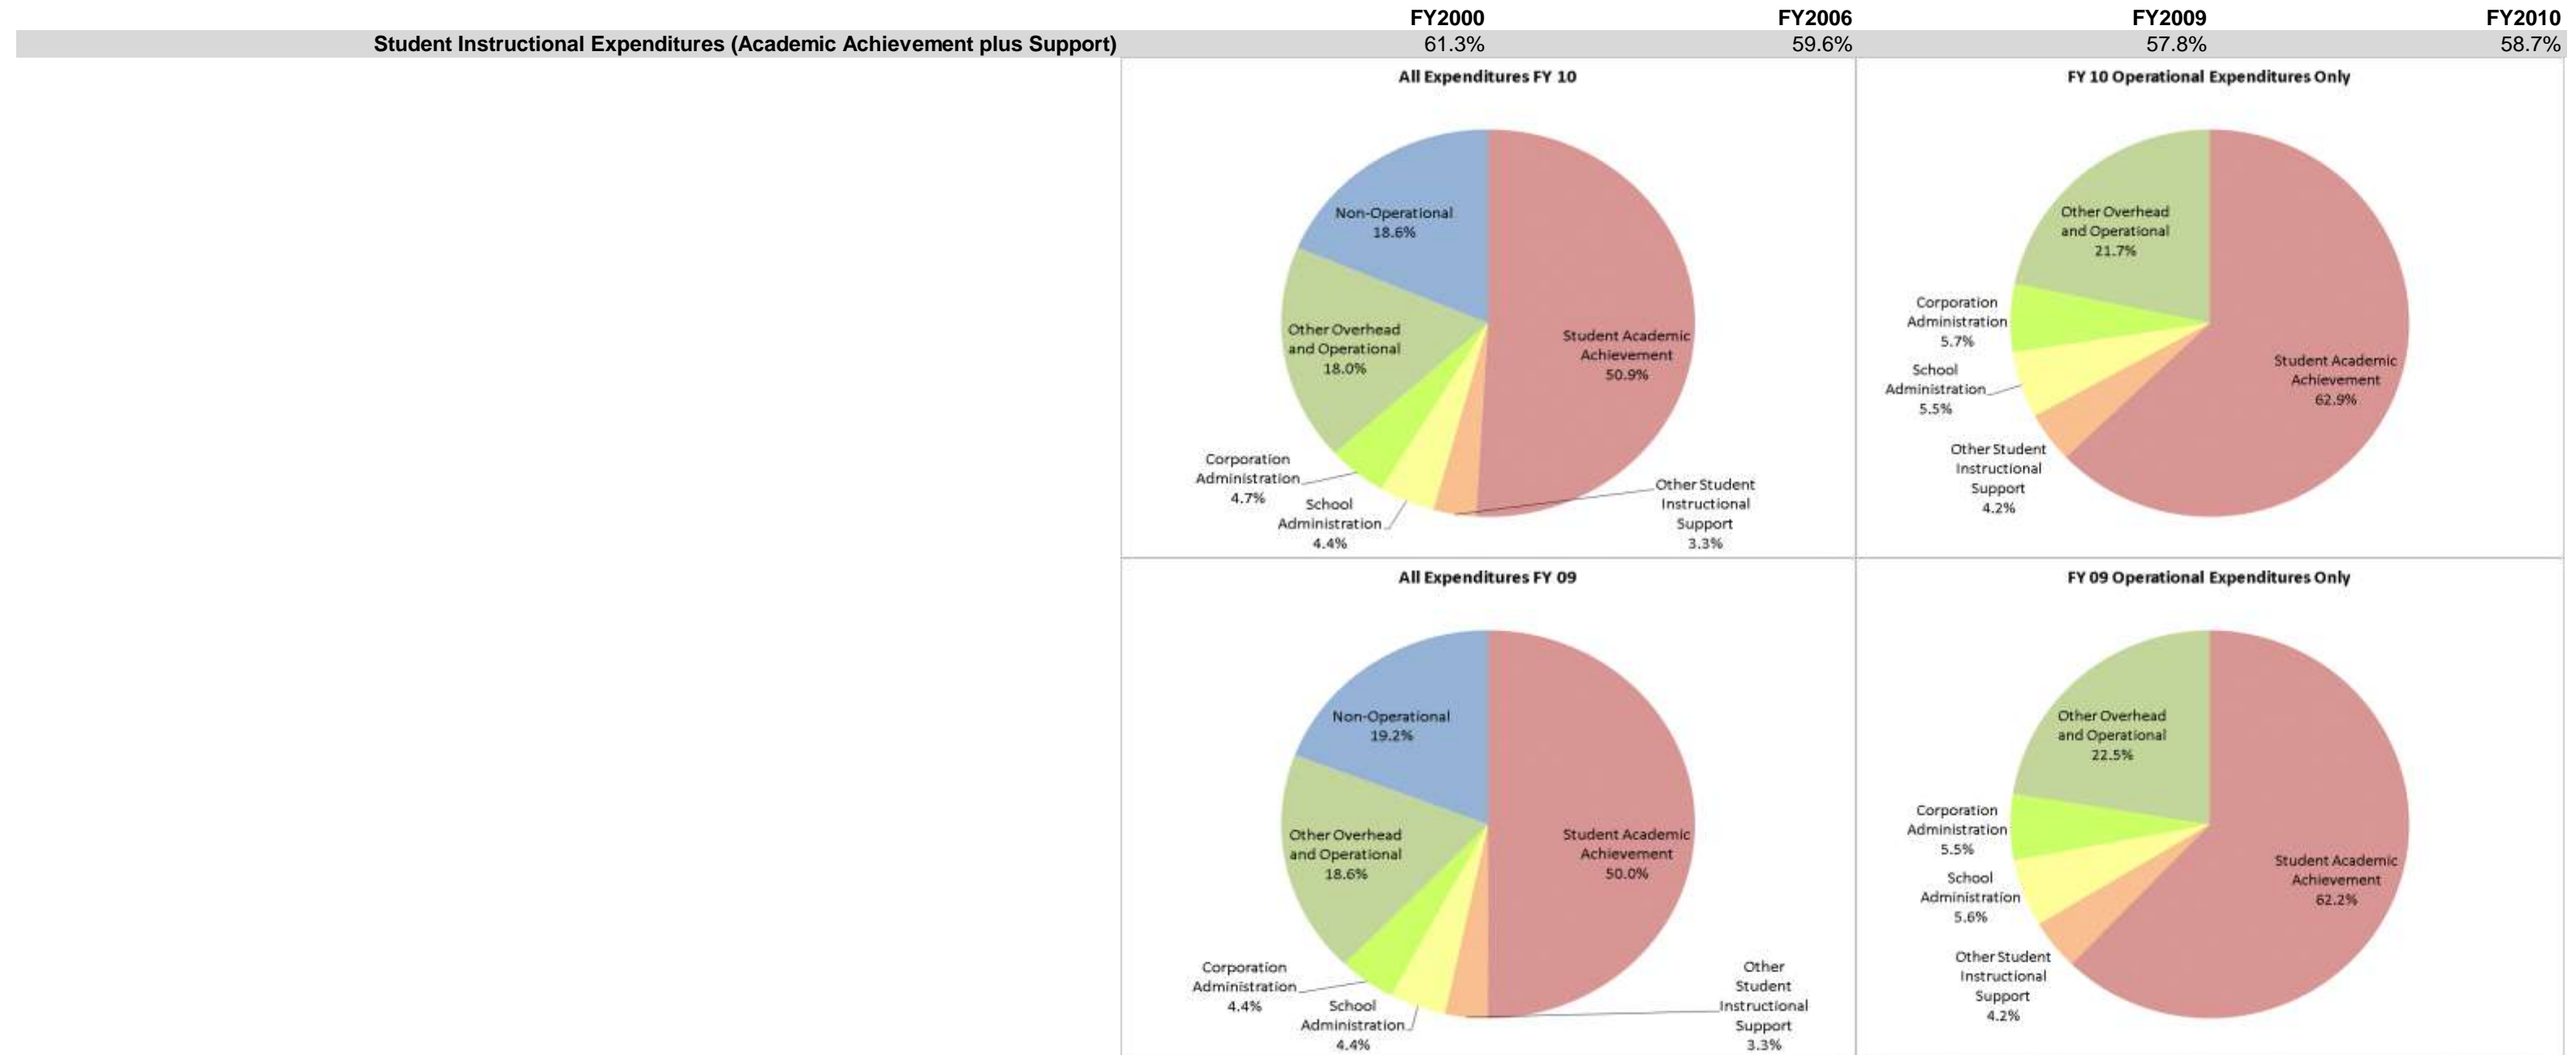 FY2000 FY2006 FY2009 FY2010
Student Instructional Expenditures (Academic Achievement plus Support) 61.3% 59.6% 57.8% 58.7%
All Expenditures FY 10
Non-Operational
18.6%
Other Overhead
and Operational
18.0%
Student Academic
Achievement
50.9%
Corporation
Administration
4.7%
School
Administration
4.4%
Other Student
Instructional
Support
3.3%
FY 10 Operational Expenditures Only
Other Overhead
and Operational
21.7%
Corporation
Administration
5.7%
School
Administration
5.5%
Student Academic
Achievement
62.9%
Other Student
Instructional
Support
4.2%
All Expenditures FY 09
Non-Operational
19.2%
Other Overhead
and Operational
18.6%
Student Academic
Achievement
50.0%
Corporation
Administration
4.4%
School
Administration
4.4%
Other
Student
Instructional
Support
3.3%
FY 09 Operational Expenditures Only
Other Overhead
and Operational
22.5%
Corporation
Administration
5.5%
School
Administration
5.6%
Student Academic
Achievement
62.2%
Other Student
Instructional
Support
4.2%